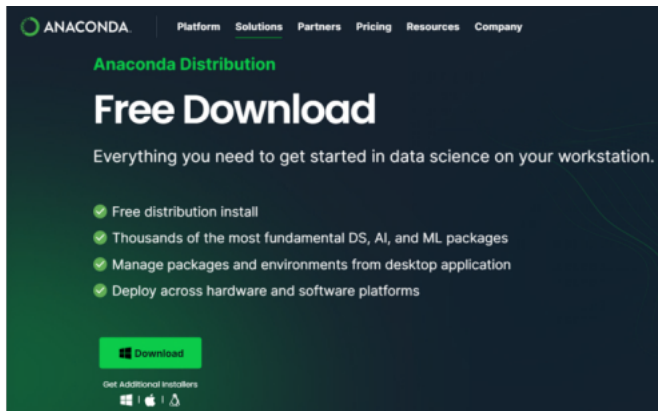 ANACONDA. Platform Solutions Partners Pricing Resources Company
Anaconda Distribution
Free Download
Everything you need to get started in data science on your workstation.
Free distribution install
Thousands of the most fundamental DS, AI, and ML packages
Manage packages and environments from desktop application
Deploy across hardware and software platforms
Download
Get Additional Installers